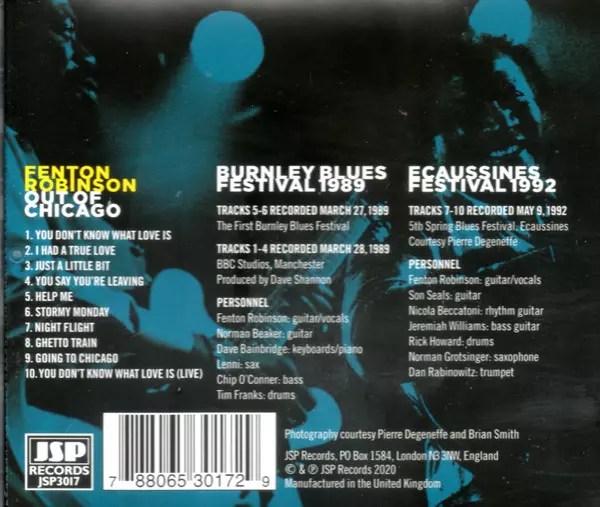 FENTON
ROBINSON
OUT OF
CHICAGO
1. YOU DON'T KNOW WHAT LOVE IS
2. I HAD A TRUE LOVE
3. JUST A LITTLE BIT
4. YOU SAY YOU'RE LEAVING
5. HELP ME
6. STORMY MONDAY
7. NIGHT FLIGHT
8. GHETTO TRAIN
9. GOING TO CHICAGO
10. YOU DON'T KNOW WHAT LOVE IS (LIVE)
BURNLEY BLUES
FESTIVAL 1989
TRACKS 5-6 RECORDED MARCH 27, 1989
The First Burnley Blues Festival
TRACKS 1-4 RECORDED MARCH 28, 1989
BBC Studios, Manchester
Produced by Dave Shannon
PERSONNEL
Fenton Robinson: guitar/vocals
Norman Beaker: guitar
Dave Bainbridge: keyboards/piano
Lenni: sax
Chip O'Conner: bass
Tim Franks: drums
ECAUSSINES
FESTIVAL 1992
TRACKS 7-10 RECORDED MAY 9, 1992
5th Spring Blues Festival, Ecaussines
Courtesy Pierre Degeneffe
PERSONNEL
Fenton Robinson: guitar/vocals
Son Seals: guitar
Nicola Beccatoni: rhythm guitar
Jeremiah Williams: bass guitar
Rick Howard: drums
Norman Grotsinger: saxophone
Dan Rabinowitz: trumpet
JSP
RECORDS
JSP3017
7 88065 30172 9
Photography courtesy Pierre Degeneffe and Brian Smith
JSP Records, PO Box 1584, London N3 3NW, England
© & ℗ JSP Records 2020
Manufactured in the United Kingdom